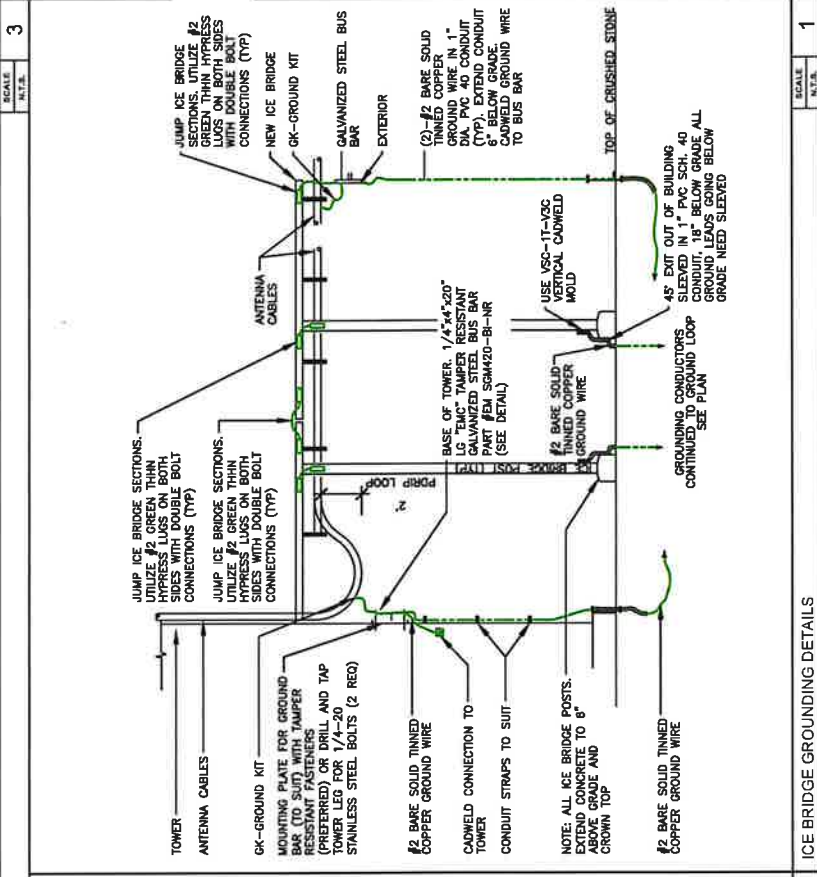 SCALE
N.T.S.
3
JUMP ICE BRIDGE
SECTIONS. UTILIZE #2
GREEN THHN HYPRESS
LUGS ON BOTH SIDES
WITH DOUBLE BOLT
CONNECTIONS (TYP)
NEW ICE BRIDGE
GK-GROUND KIT
GALVANIZED STEEL BUS
BAR
EXTERIOR
(2)-#2 BARE SOLID
TINNED COPPER
GROUND WIRE IN 1"
DIA. PVC 40 CONDUIT
(TYP). EXTEND CONDUIT
6" BELOW GRADE.
CADWELD GROUND WIRE
TO BUS BAR
TOP OF CRUSHED STONE
ANTENNA
CABLES
JUMP ICE BRIDGE SECTIONS.
UTILIZE #2 GREEN THHN
HYPRESS LUGS ON BOTH
SIDES WITH DOUBLE BOLT
CONNECTIONS (TYP)
JUMP ICE BRIDGE SECTIONS.
UTILIZE #2 GREEN THHN
HYPRESS LUGS ON BOTH
SIDES WITH DOUBLE BOLT
CONNECTIONS (TYP)
BASE OF TOWER. 1/4"x4"x20"
LG "EMC" TAMPER RESISTANT
GALVANIZED STEEL BUS BAR
PART #EM SGM420-BI-NR
(SEE DETAIL)
USE VSC-1T-V3C
VERTICAL CADWELD
MOLD
#2 BARE SOLID
TINNED COPPER
GROUND WIRE
45' EXIT OUT OF BUILDING
SLEEVED IN 1" PVC SCH. 40
CONDUIT, 18" BELOW GRADE ALL
GROUND LEADS GOING BELOW
GRADE NEED SLEEVED
GROUNDING CONDUCTORS
CONTINUED TO GROUND LOOP
SEE PLAN
ICE BRIDGE POST (TYP)
2'
PDRIP LOOP
TOWER
ANTENNA CABLES
GK-GROUND KIT
MOUNTING PLATE FOR GROUND
BAR (TO SUIT) WITH TAMPER
RESISTANT FASTENERS
(PREFERRED) OR DRILL AND TAP
TOWER LEG FOR 1/4-20
STAINLESS STEEL BOLTS (2 REQ)
#2 BARE SOLID TINNED
COPPER GROUND WIRE
CADWELD CONNECTION TO
TOWER
CONDUIT STRAPS TO SUIT
NOTE: ALL ICE BRIDGE POSTS.
EXTEND CONCRETE TO 6"
ABOVE GRADE AND
CROWN TOP
#2 BARE SOLID TINNED
COPPER GROUND WIRE
ICE BRIDGE GROUNDING DETAILS
SCALE
N.T.S.
1